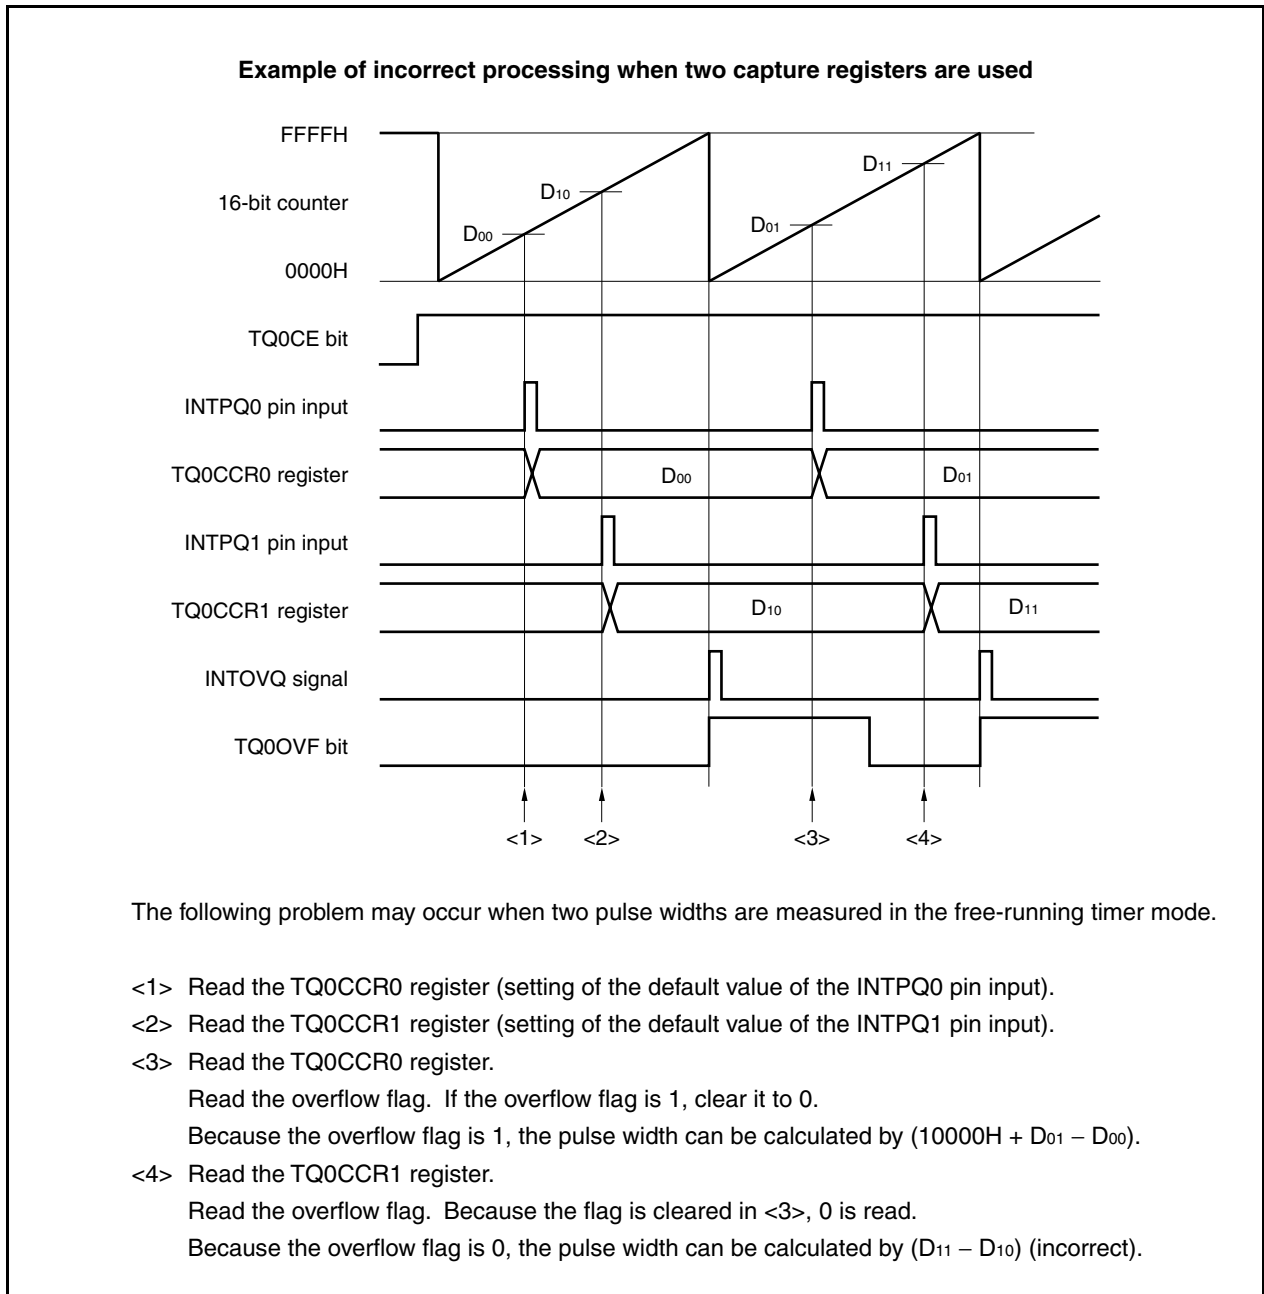 Example of incorrect processing when two capture registers are used
FFFFH
D11
D10
16-bit counter
D01
D00
0000H
TQ0CE bit
INTPQ0 pin input
TQ0CCR0 register
D00
D01
INTPQ1 pin input
TQ0CCR1 register
D10
D11
INTOVQ signal
TQ0OVF bit
<1> <2> <3> <4>
The following problem may occur when two pulse widths are measured in the free-running timer mode.
<1> Read the TQ0CCR0 register (setting of the default value of the INTPQ0 pin input).
<2> Read the TQ0CCR1 register (setting of the default value of the INTPQ1 pin input).
<3> Read the TQ0CCR0 register.
Read the overflow flag. If the overflow flag is 1, clear it to 0.
Because the overflow flag is 1, the pulse width can be calculated by (10000H + D01 − D00).
<4> Read the TQ0CCR1 register.
Read the overflow flag. Because the flag is cleared in <3>, 0 is read.
Because the overflow flag is 0, the pulse width can be calculated by (D11 − D10) (incorrect).